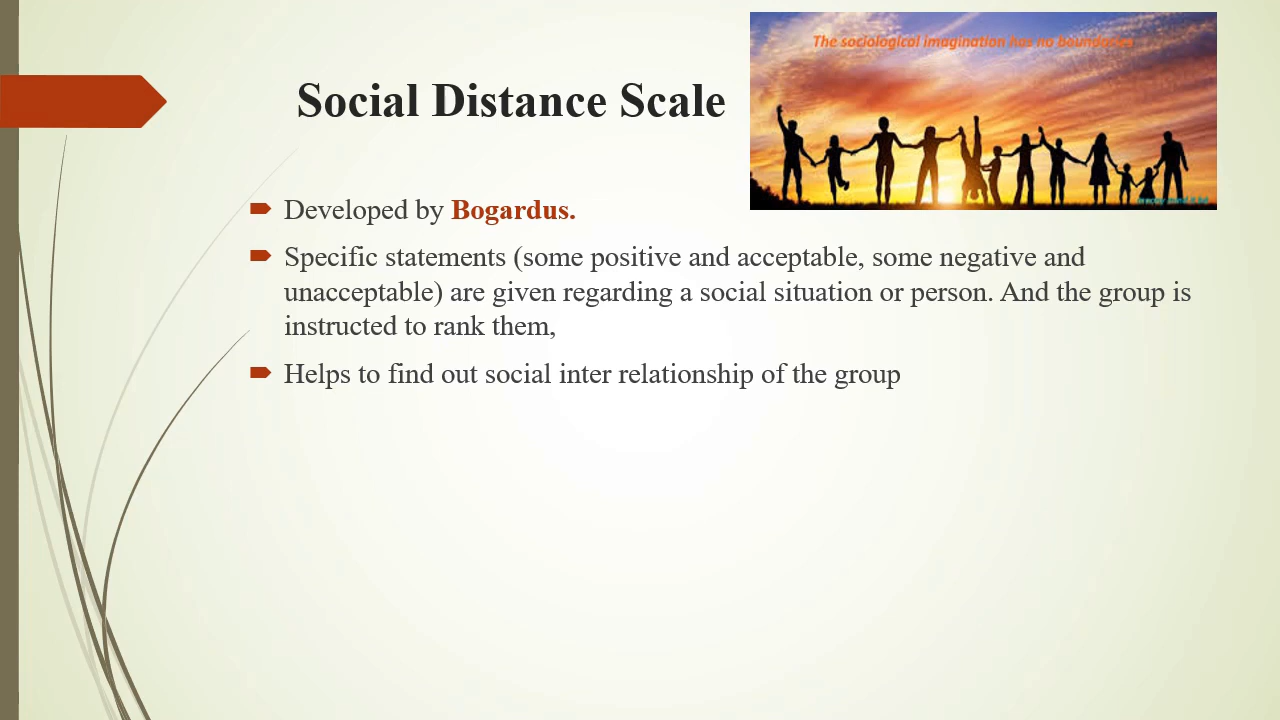 The sociological imagination has no boundaries
Social Distance Scale
Developed by Bogardus.
Specific statements (some positive and acceptable, some negative and
unacceptable) are given regarding a social situation or person. And the group is
instructed to rank them,
Helps to find out social inter relationship of the group